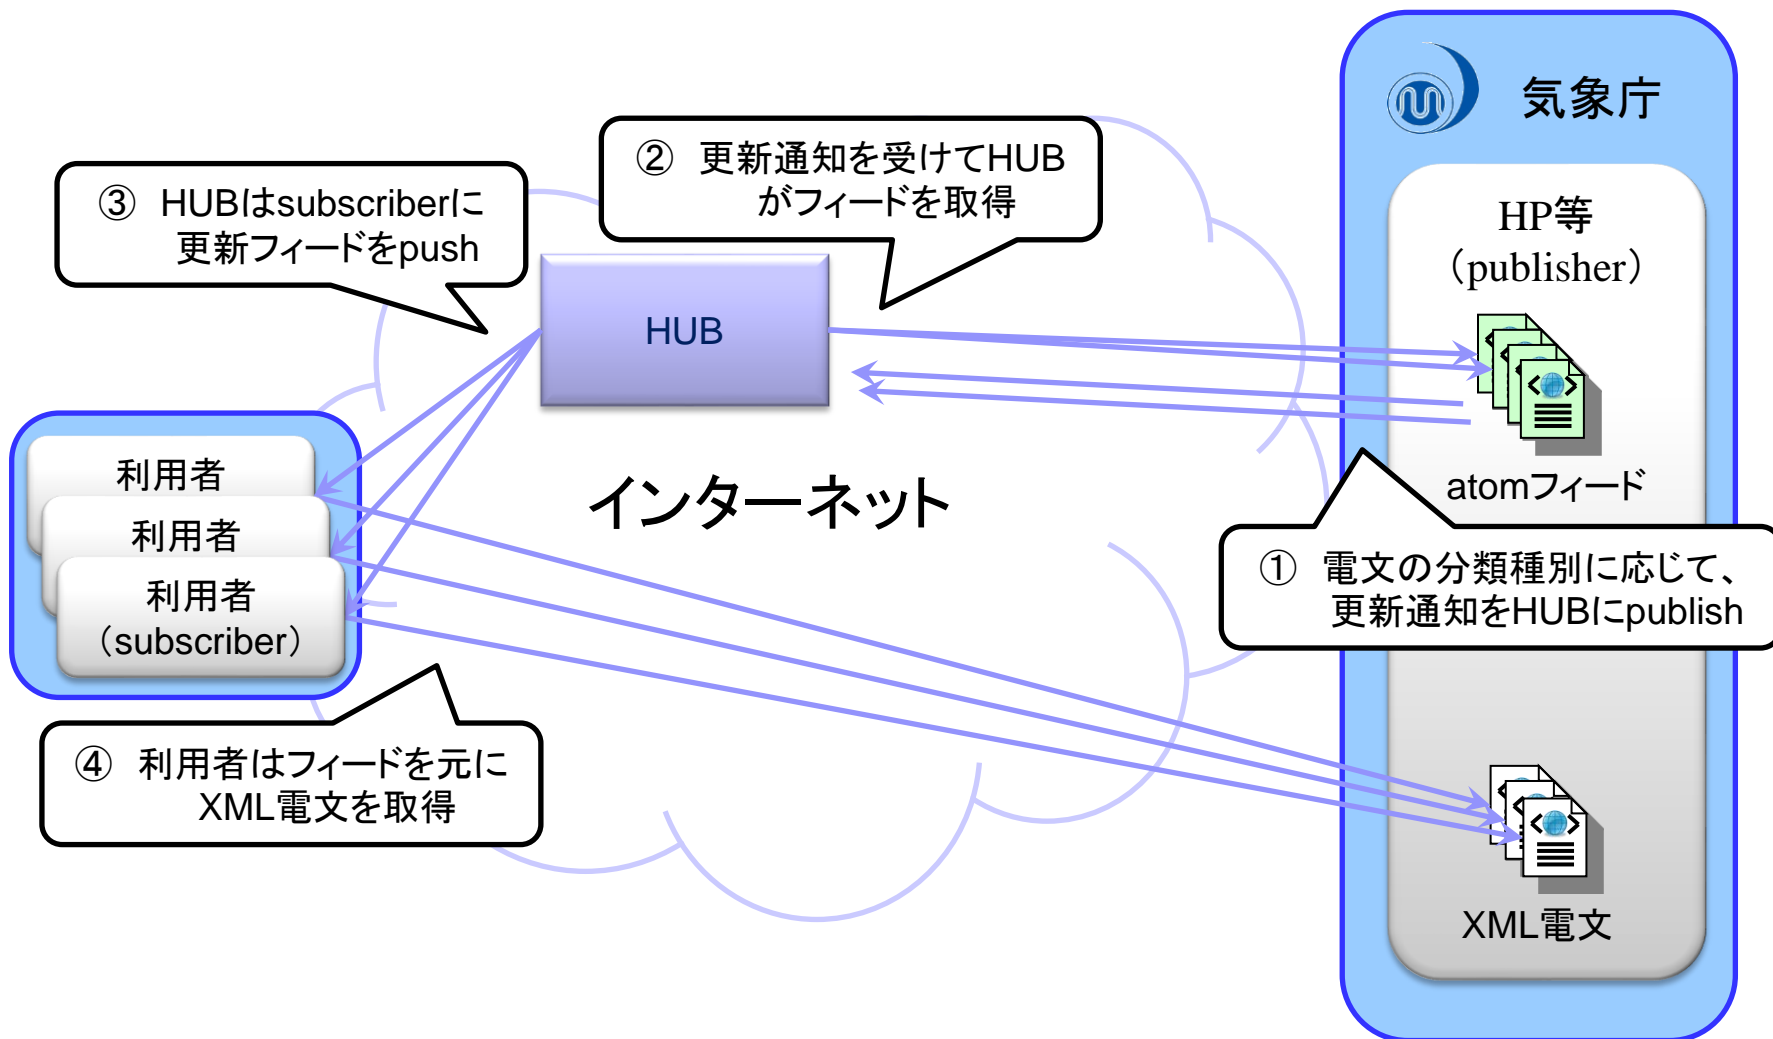 気象庁
② 更新通知を受けてHUB
がフィードを取得
③ HUBはsubscriberに
更新フィードをpush
HP等
（publisher）
HUB
atomフィード
利用者
利用者
利用者
（subscriber）
インターネット
① 電文の分類種別に応じて、
更新通知をHUBにpublish
④ 利用者はフィードを元に
XML電文を取得
XML電文